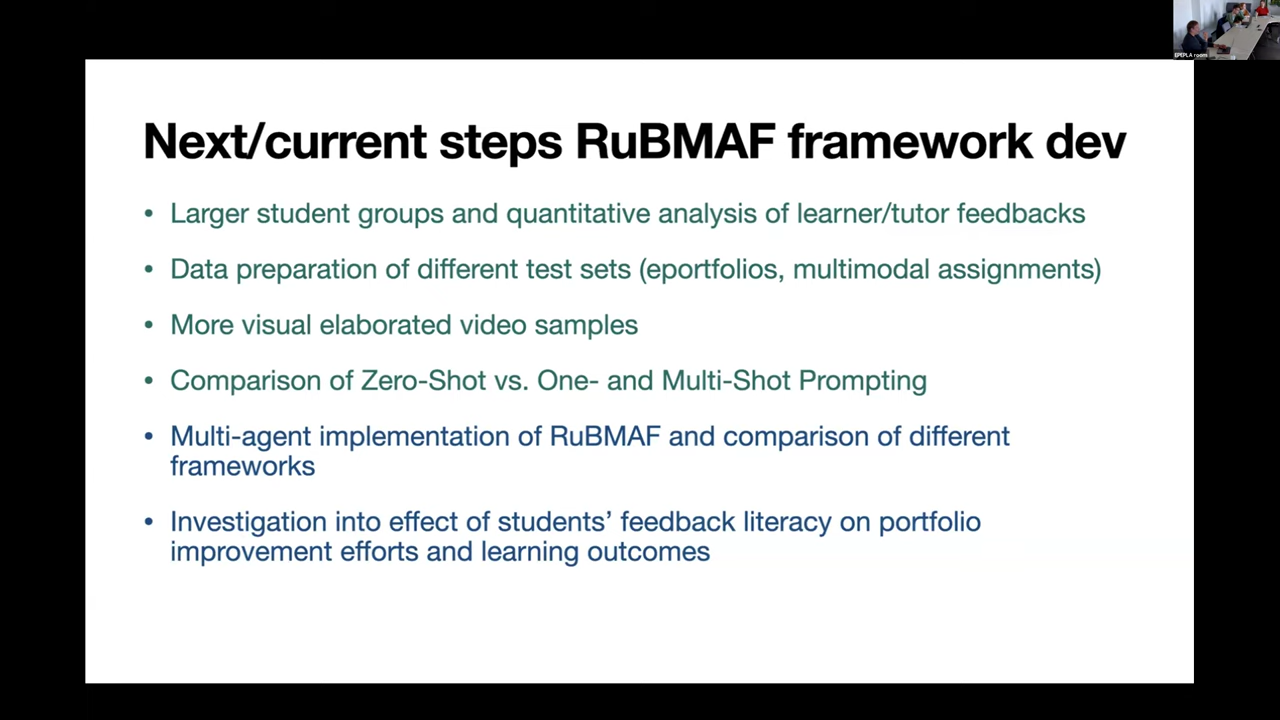 Next/current steps RuBMAF framework dev
• Larger student groups and quantitative analysis of learner/tutor feedbacks
• Data preparation of different test sets (eportfolios, multimodal assignments)
• More visual elaborated video samples
• Comparison of Zero-Shot vs. One- and Multi-Shot Prompting
• Multi-agent implementation of RuBMAF and comparison of different
frameworks
• Investigation into effect of students’ feedback literacy on portfolio
improvement efforts and learning outcomes